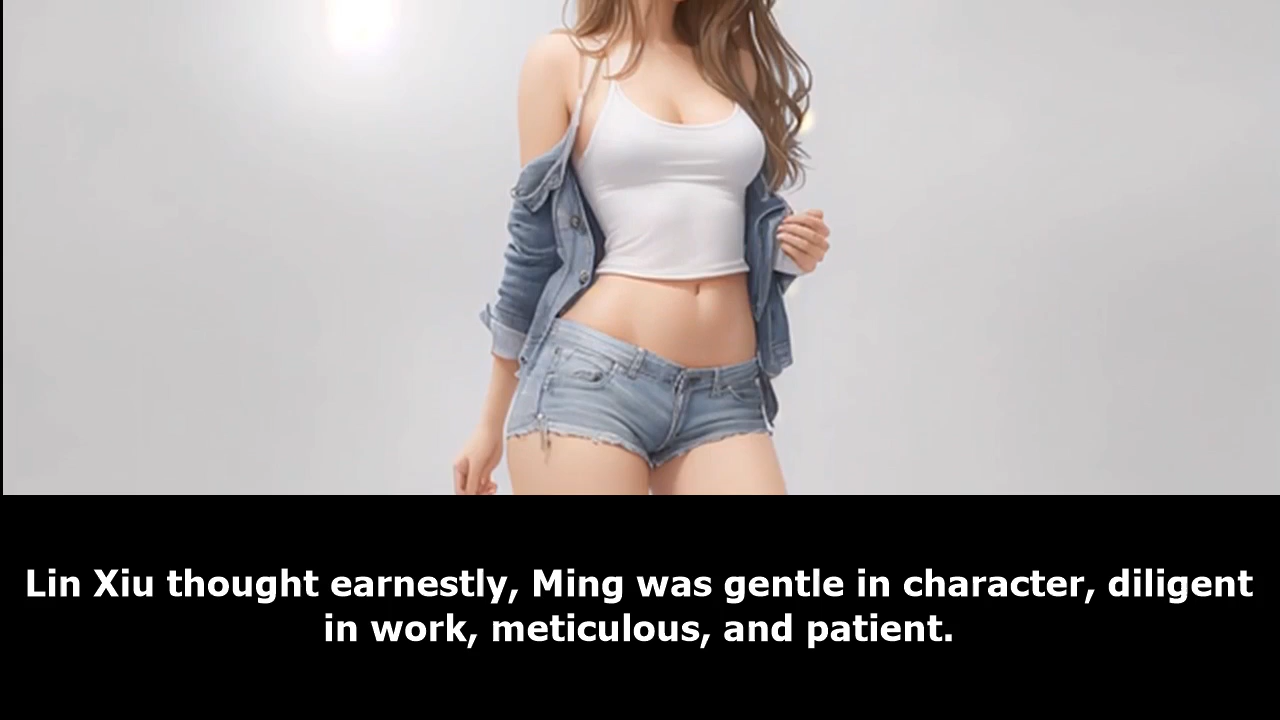 Lin Xiu thought earnestly, Ming was gentle in character, diligent
in work, meticulous, and patient.